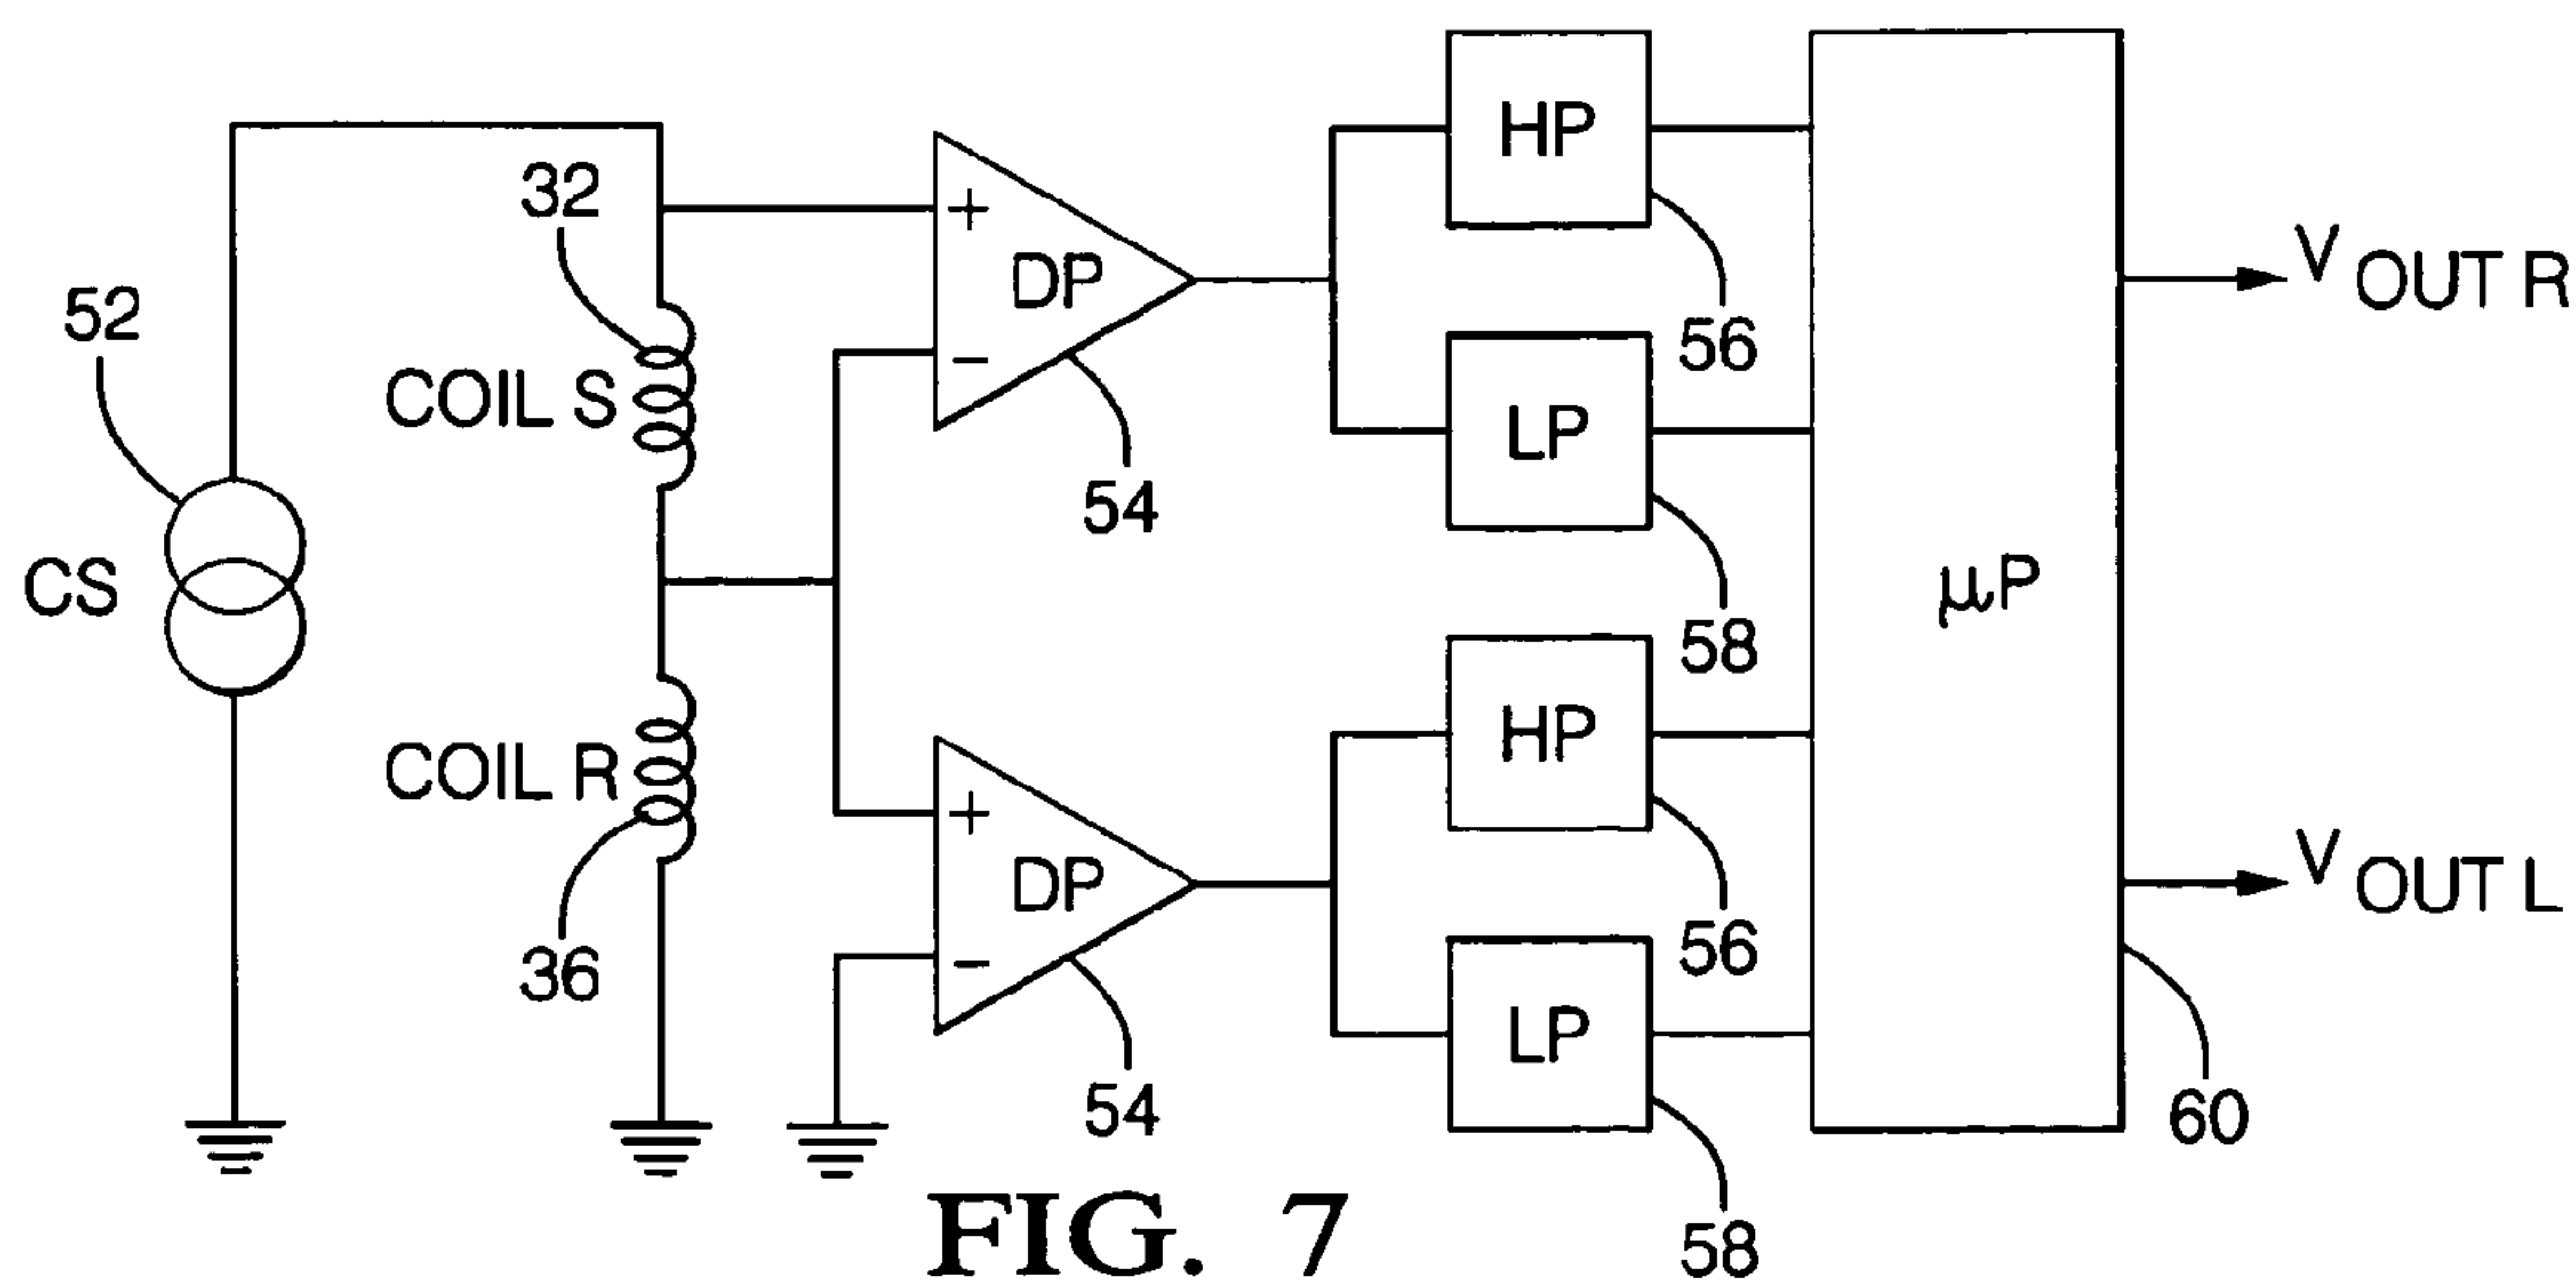 HP
32
+
DP
V OUT R
52
56
−
COIL S
LP
54
CS
μP
58
HP
COIL R
+
DP
V OUT L
56
36
−
LP
54
60
58
FIG. 7